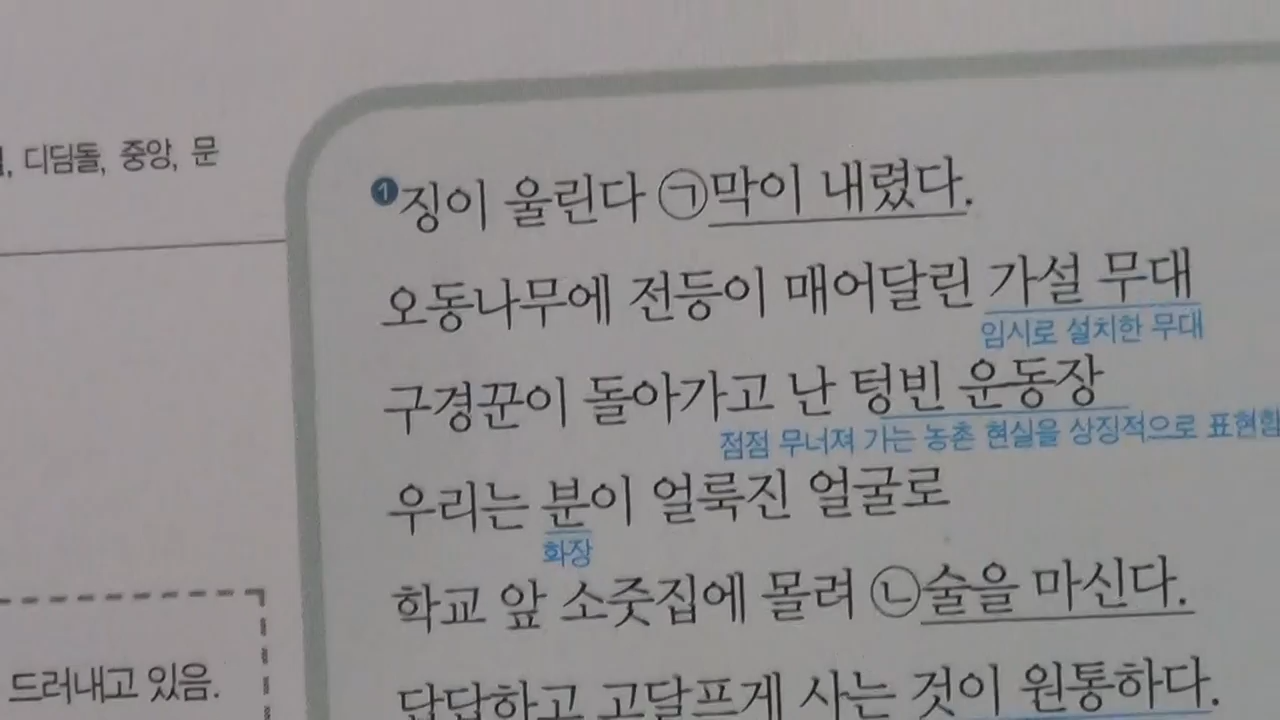 디딤돌, 중앙, 문
❶징이 울린다 ㉠막이 내렸다.
오동나무에 전등이 매어달린 가설 무대
임시로 설치한 무대
구경꾼이 돌아가고 난 텅빈 운동장
점점 무너져 가는 농촌 현실을 상징적으로 표현함
우리는 분이 얼룩진 얼굴로
화장
학교 앞 소줏집에 몰려 ㉡술을 마신다.
드러내고 있음.
답답하고 고달프게 사는 것이 원통하다.